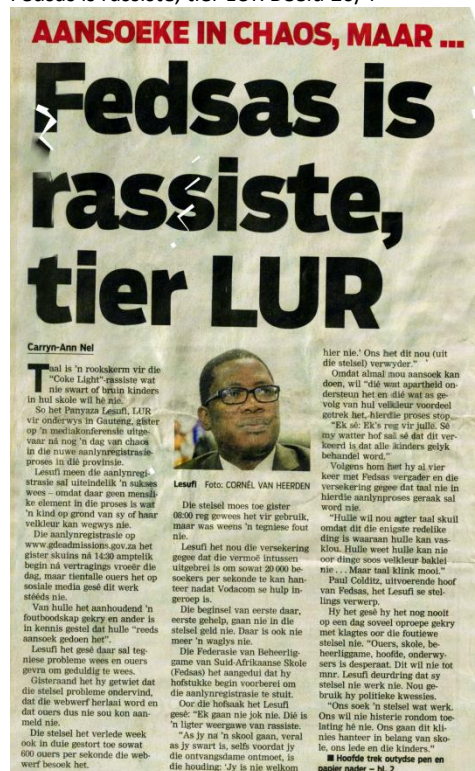 AANSOEKE IN CHAOS, MAAR ...
Fedsas is
rassiste,
tier LUR
Carryn-Ann Nel
Taal is 'n rookskerm vir die
"Coke Light"-rassiste wat
nie swart of bruin kinders
in hul skole wil hê nie.
So het Panyaza Lesufi, LUR
vir onderwys in Gauteng, gister
op 'n mediakonferensie uitge-
vaar ná nog 'n dag van chaos
in die nuwe aanlynregistrasie-
proses in dié provinsie.
Lesufi meen die aanlynregi-
strasie sal uiteindelik 'n sukses
wees – omdat daar geen mensli-
ke element in die proses is wat
'n kind op grond van sy of haar
velkleur kan wegwys nie.
Die aanlynregistrasie op
www.gdeadmissions.gov.za het
gister skuins ná 14:30 amptelik
begin ná vertragings vroeër die
dag, maar tientalle ouers het op
sosiale media gesê dit werk
stééds nie.
Van hulle het aanhoudend 'n
foutboodskap gekry en ander is
in kennis gestel dat hulle "reeds
aansoek gedoen het".
Lesufi het gesê daar sal teg-
niese probleme wees en ouers
gevra om geduldig te wees.
Gisteraand het hy getwiet dat
die stelsel probleme ondervind,
dat die webwerf herlaai word en
dat ouers dus nie sou kon aan-
meld nie.
Die stelsel het verlede week
ook in duie gestort toe sowat
600 ouers per sekonde die web-
werf besoek het.
Lesufi Foto: CORNÉL VAN HEERDEN
Die stelsel moes toe gister
08:00 reg gewees het vir gebruik,
maar was weens 'n tegniese fout
nie.
Lesufi het nou die versekering
gegee dat die vermoë intussen
uitgebrei is om sowat 20 000 be-
soekers per sekonde te kan han-
teer nadat Vodacom se hulp in-
geroep is.
Die beginsel van eerste daar,
eerste gehelp, gaan nie in die
stelsel geld nie. Daar is ook nie
meer 'n waglys nie.
Die Federasie van Beheerlig-
game van Suid-Afrikaanse Skole
(Fedsas) het aangedui dat hy
hofstukke begin voorberei om
die aanlynregistrasie te stuit.
Oor die hofsaak het Lesufi
gesê: "Ek gaan nie jok nie. Dié is
'n ligter weergawe van rassiste.
"As jy na 'n skool gaan, veral
as jy swart is, selfs voordat jy
die ontvangsdame ontmoet, is
die houding: 'Jy is nie welkom
hier nie.' Ons het dit nou (uit
die stelsel) verwyder."
Omdat almal mou aansoek kan
doen, wil "dié wat apartheid on-
dersteun het en dié wat as ge-
volg van hul velkleur voordeel
getrek het, hierdie proses stop.
"Ek sê: Ek's reg vir julle. Sê
my watter hof sal sê dat dit ver-
keerd is dat alle kinders gelyk
behandel word."
Volgens hom het hy al vier
keer met Fedsas vergader en die
versekering gegee dat taal nie in
hierdie aanlynproses geraak sal
word nie.
"Hulle wil nou agter taal skuil
omdat dit die enigste redelike
ding is waaraan hulle kan vas-
klou. Hulle weet hulle kan nie
oor dinge soos velkleur baklei
nie . . . Maar taal klink mooi."
Paul Colditz, uitvoerende hoof
van Fedsas, het Lesufi se stel-
lings verwerp.
Hy het gesê hy het nog nooit
op een dag soveel oproepe gekry
met klagtes oor die foutiewe
stelsel nie. "Ouers, skole, be-
heerliggame, hoofde, onderwy-
sers is desperaat. Dit wil nie tot
mnr. Lesufi deurdring dat sy
stelsel nie werk nie. Nou ge-
bruik hy politieke kwessies.
"Ons soek 'n stelsel wat werk.
Ons wil nie histerie rondom toe-
lating hê nie. Ons gaan dit kli-
nies hanteer in belang van sko-
le, ons lede en die kinders."
■ Hoofde trek outydse pen en
papier nader – bl. 2